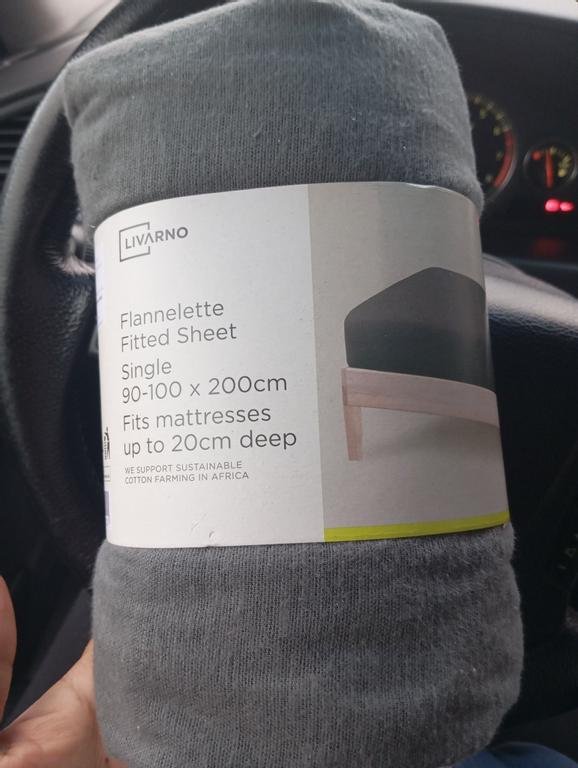 LIVARNO
Flannelette
Fitted Sheet
Single
90-100 x 200cm
Fits mattresses
up to 20cm deep
WE SUPPORT SUSTAINABLE
COTTON FARMING IN AFRICA